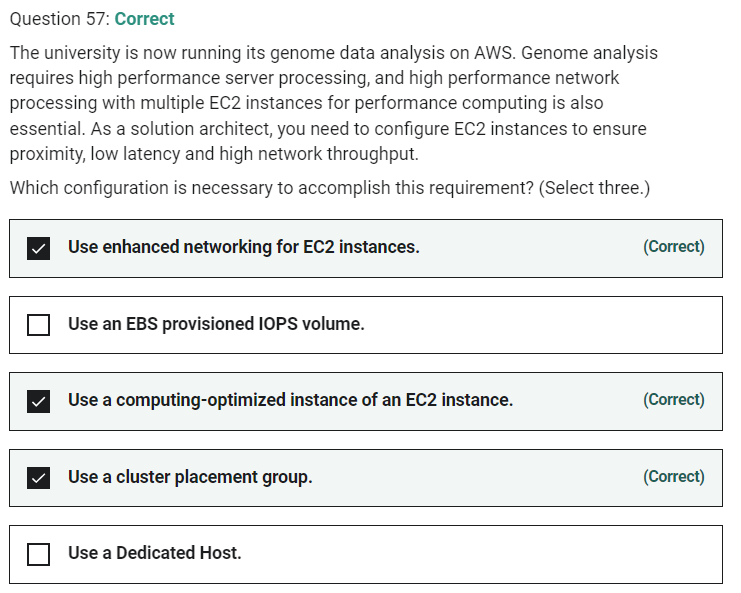 Question 57: Correct
The university is now running its genome data analysis on AWS. Genome analysis
requires high performance server processing, and high performance network
processing with multiple EC2 instances for performance computing is also
essential. As a solution architect, you need to configure EC2 instances to ensure
proximity, low latency and high network throughput.
Which configuration is necessary to accomplish this requirement? (Select three.)
Use enhanced networking for EC2 instances. (Correct)
Use an EBS provisioned IOPS volume.
Use a computing-optimized instance of an EC2 instance. (Correct)
Use a cluster placement group. (Correct)
Use a Dedicated Host.